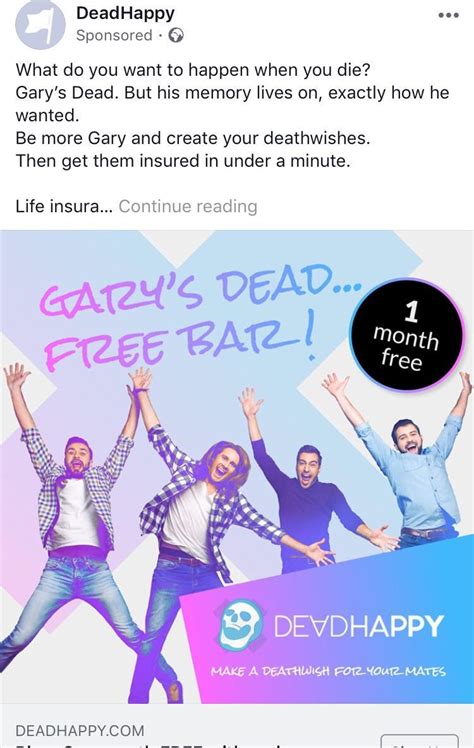 DeadHappy
Sponsored ·
What do you want to happen when you die?
Gary's Dead. But his memory lives on, exactly how he
wanted.
Be more Gary and create your deathwishes.
Then get them insured in under a minute.
Life insura... Continue reading
GARY'S DEAD...
FREE BAR!
1
month
free
DE∀DHAPPY
MAKE A DEATHWISH FOR YOUR MATES
DEADHAPPY.COM